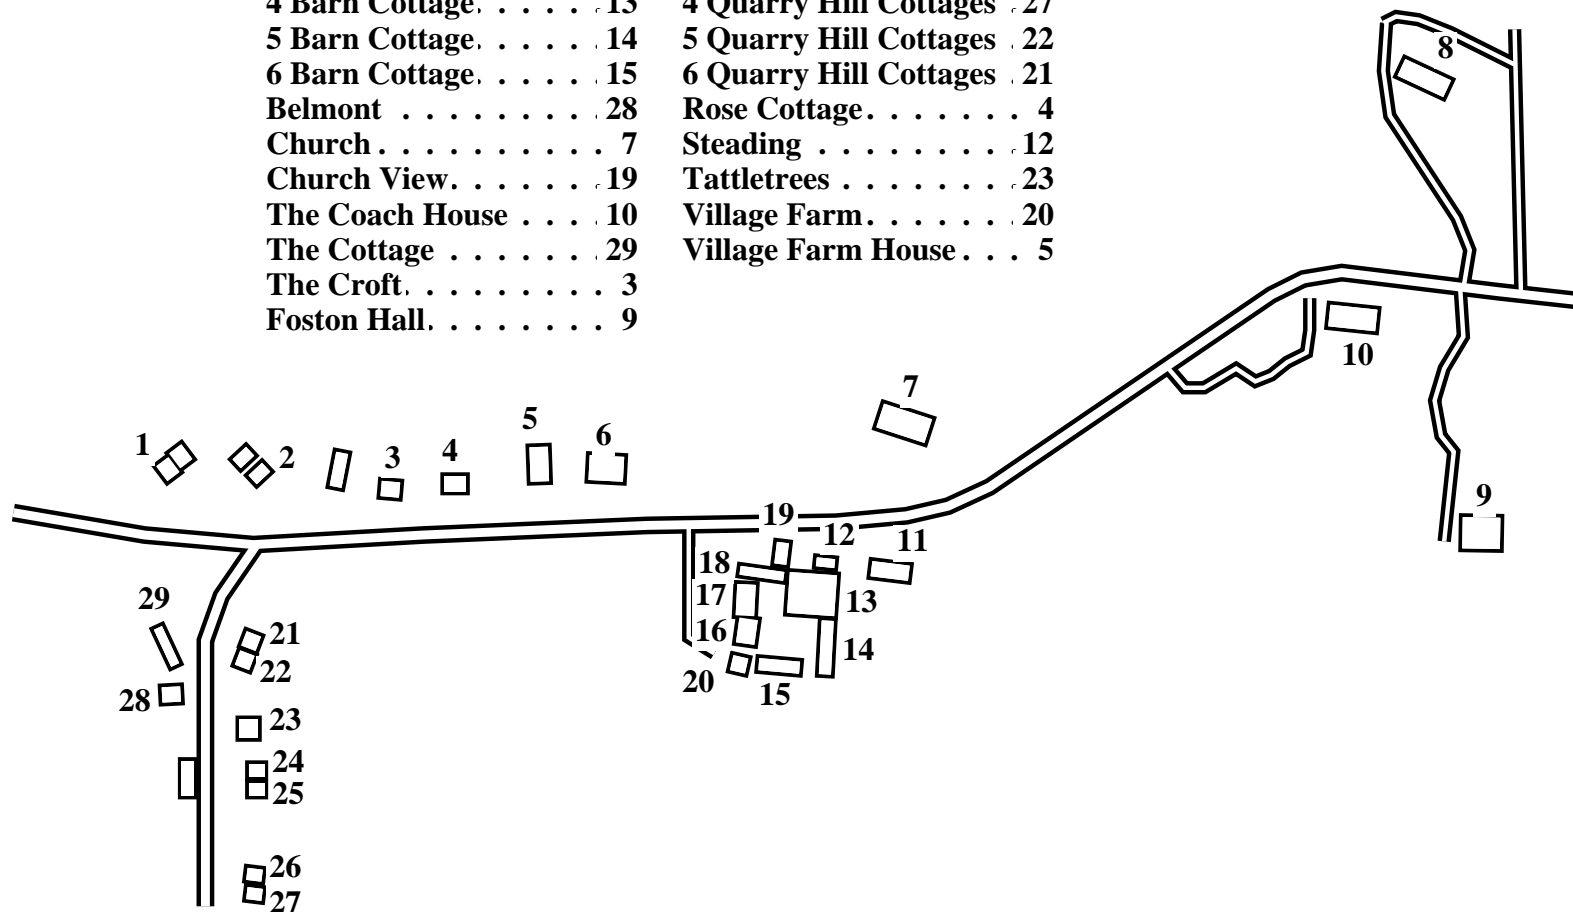 4 Barn Cottage. . . . . . . 13
5 Barn Cottage. . . . . . . 14
6 Barn Cottage. . . . . . . 15
Belmont . . . . . . . . . 28
Church . . . . . . . . . . 7
Church View. . . . . . . 19
The Coach House . . . . 10
The Cottage . . . . . . . 29
The Croft. . . . . . . . . 3
Foston Hall. . . . . . . . 9
4 Quarry Hill Cottages . 27
5 Quarry Hill Cottages . 22
6 Quarry Hill Cottages . 21
Rose Cottage. . . . . . . 4
Steading . . . . . . . . . 12
Tattletrees . . . . . . . . 23
Village Farm. . . . . . . 20
Village Farm House . . . 5
8
10
7
1
2
3
4
5
6
9
19
12
11
18
17
13
16
14
20
15
29
21
22
28
23
24
25
26
27